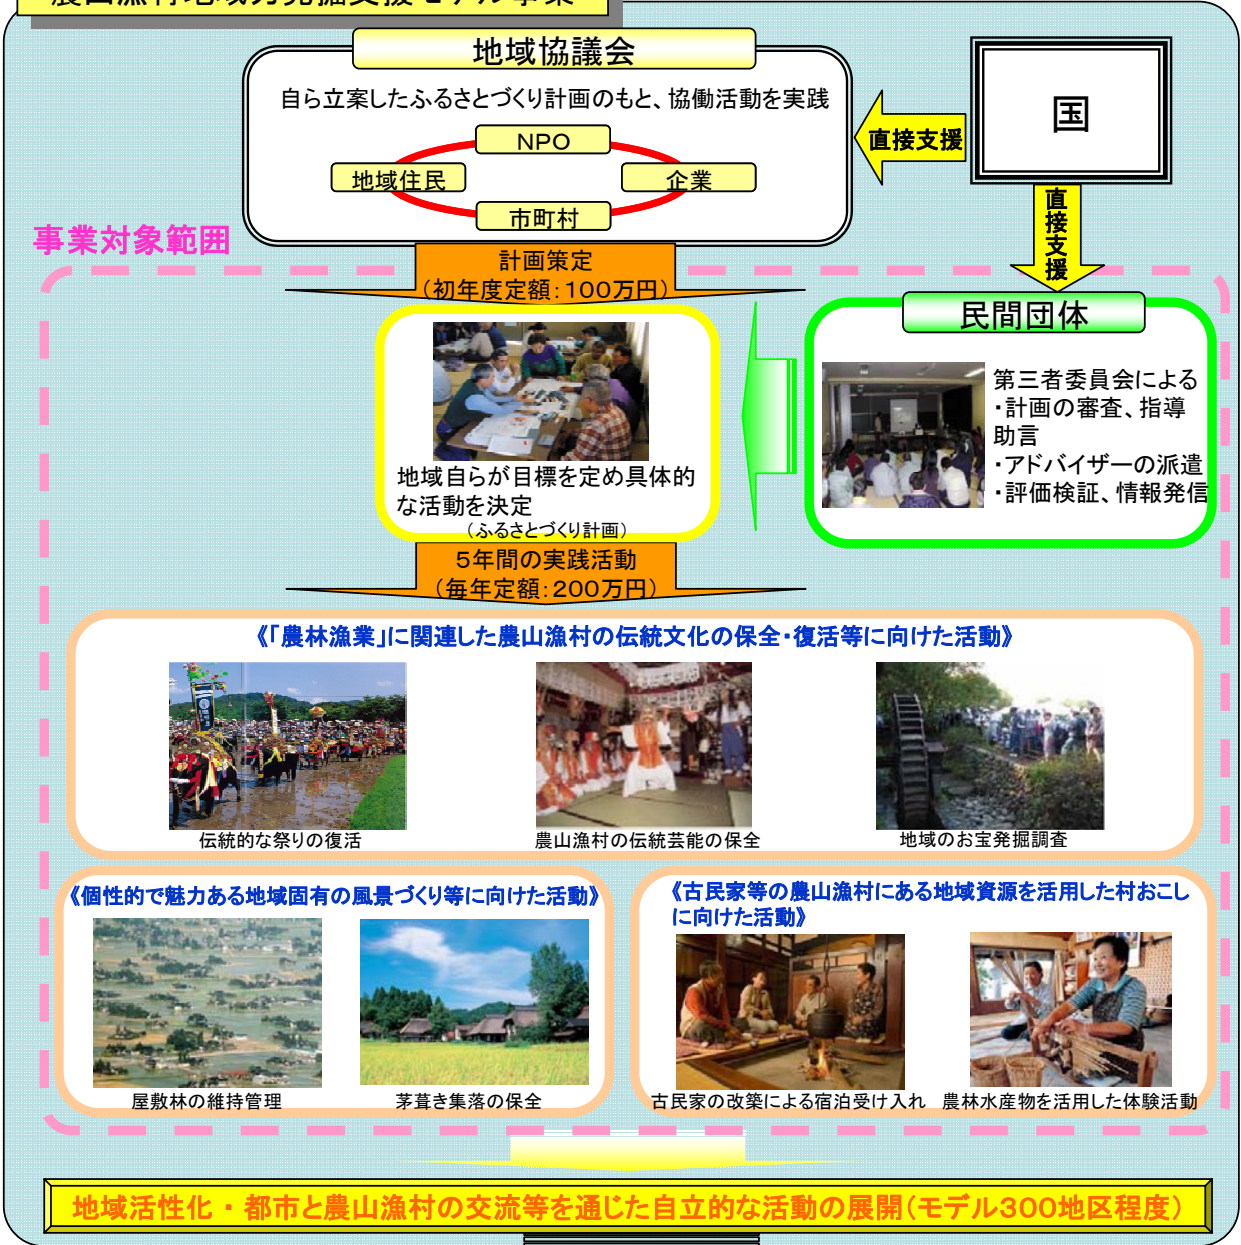 農山漁村地域力発掘支援モデル事業
地域協議会
自ら立案したふるさとづくり計画のもと、協働活動を実践
NPO
地域住民
企業
市町村
国
直接支援
直接支援
事業対象範囲
計画策定
（初年度定額：100万円）
地域自らが目標を定め具体的
な活動を決定
（ふるさとづくり計画）
民間団体
第三者委員会による
・計画の審査、指導
助言
・アドバイザーの派遣
・評価検証、情報発信
5年間の実践活動
（毎年定額：200万円）
《「農林漁業」に関連した農山漁村の伝統文化の保全・復活等に向けた活動》
伝統的な祭りの復活
農山漁村の伝統芸能の保全
地域のお宝発掘調査
《個性的で魅力ある地域固有の風景づくり等に向けた活動》
屋敷林の維持管理
茅葺き集落の保全
《古民家等の農山漁村にある地域資源を活用した村おこし
に向けた活動》
古民家の改築による宿泊受け入れ
農林水産物を活用した体験活動
地域活性化・都市と農山漁村の交流等を通じた自立的な活動の展開（モデル300地区程度）